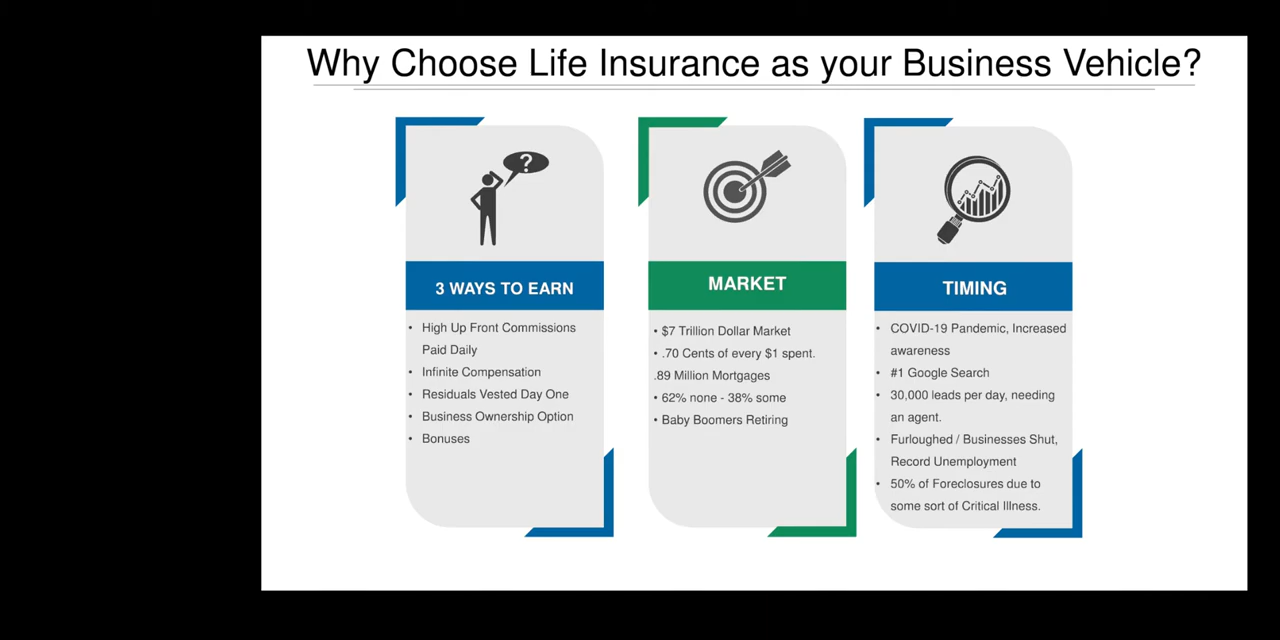 Why Choose Life Insurance as your Business Vehicle?
?
3 WAYS TO EARN
• High Up Front Commissions
Paid Daily
• Infinite Compensation
• Residuals Vested Day One
• Business Ownership Option
• Bonuses
MARKET
• $7 Trillion Dollar Market
• .70 Cents of every $1 spent.
.89 Million Mortgages
• 62% none - 38% some
• Baby Boomers Retiring
TIMING
• COVID-19 Pandemic, Increased
awareness
• #1 Google Search
• 30,000 leads per day, needing
an agent.
• Furloughed / Businesses Shut,
Record Unemployment
• 50% of Foreclosures due to
some sort of Critical Illness.